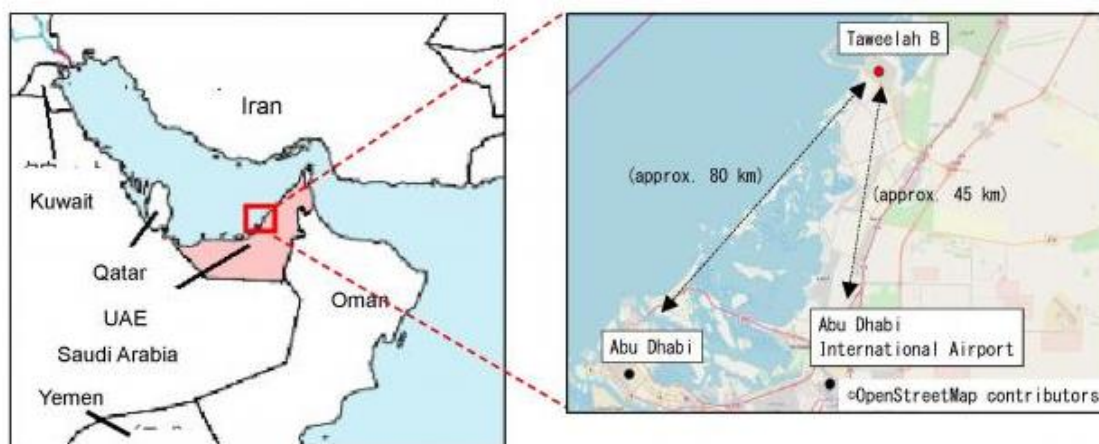 Iran
Kuwait
Qatar
UAE
Oman
Saudi Arabia
Yemen
Taweelah B
(approx. 80 km)
(approx. 45 km)
Abu Dhabi
Abu Dhabi
International Airport
©OpenStreetMap contributors